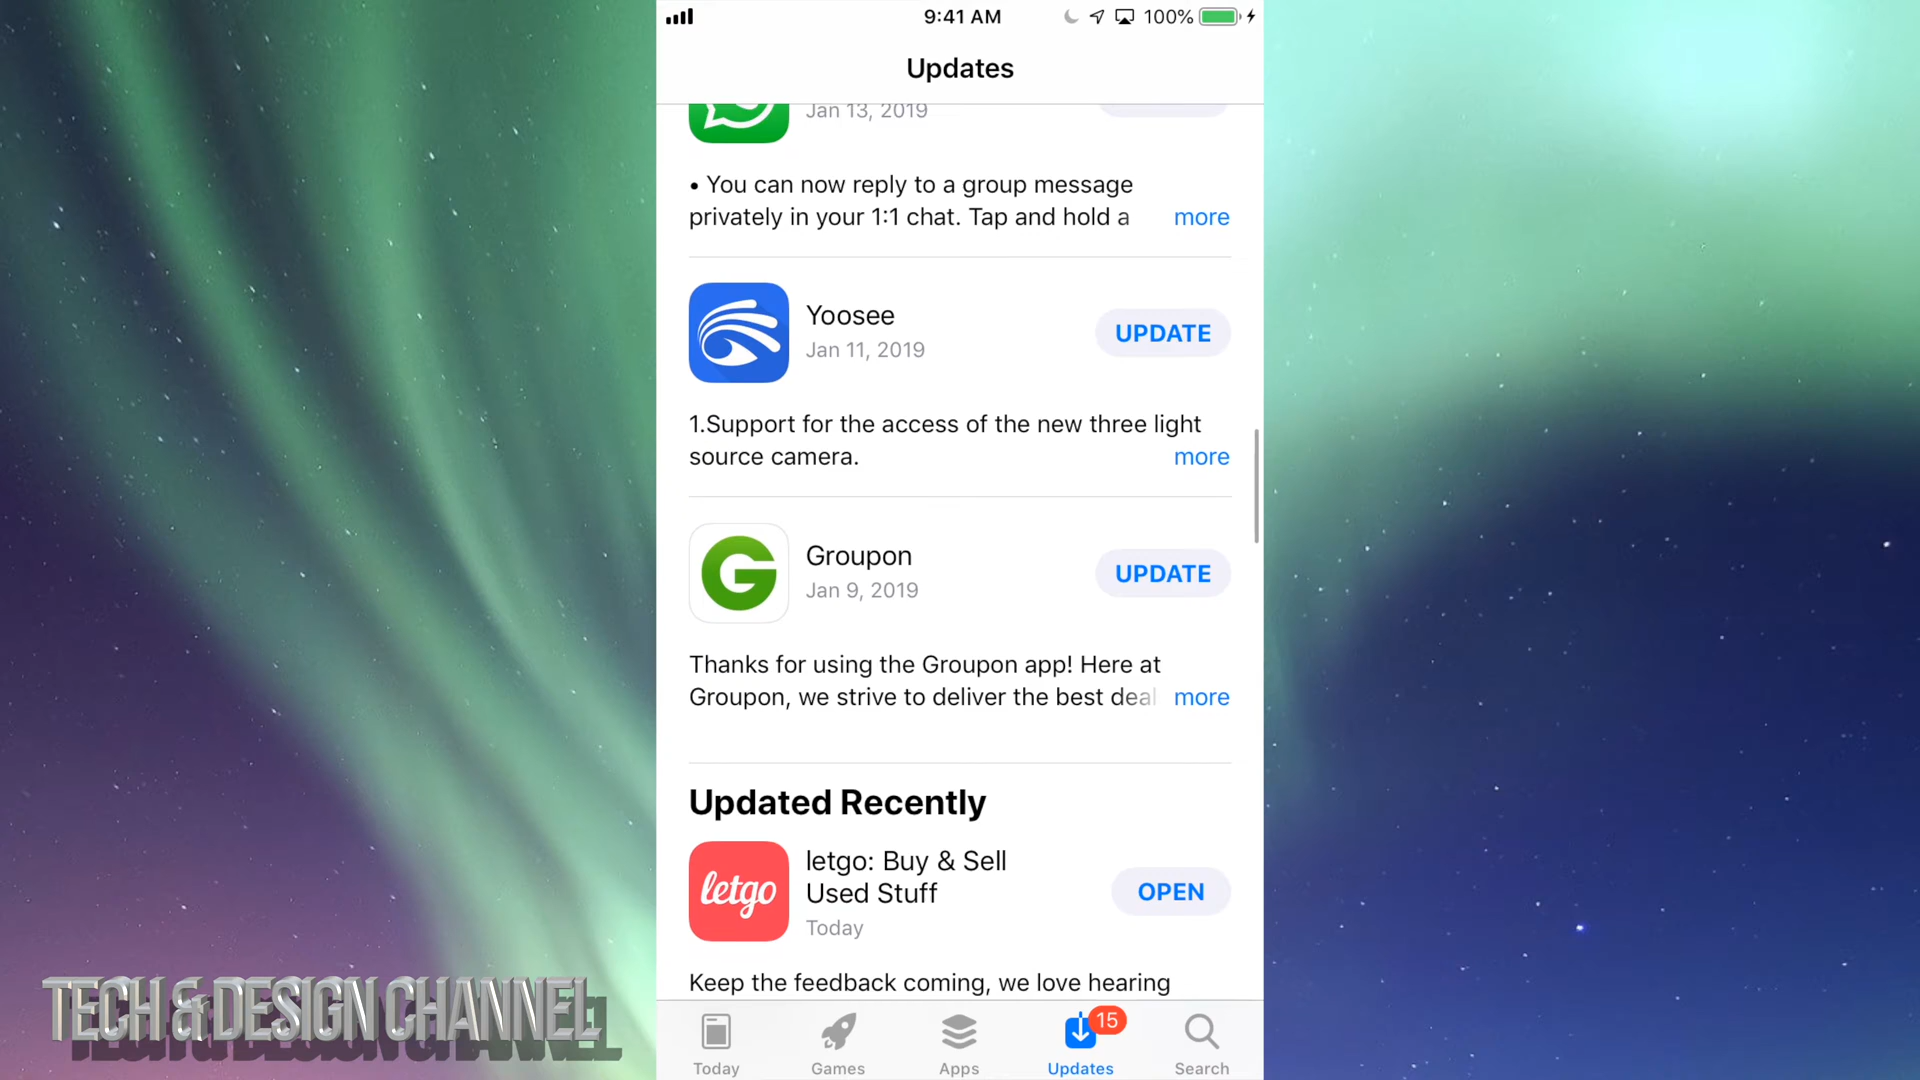 9:41 AM
100%
Updates
Jan 13, 2019
• You can now reply to a group message
privately in your 1:1 chat. Tap and hold a
more
Yoosee
Jan 11, 2019
UPDATE
1.Support for the access of the new three light
source camera.
more
Groupon
Jan 9, 2019
UPDATE
Thanks for using the Groupon app! Here at
Groupon, we strive to deliver the best deal
more
Updated Recently
letgo
letgo: Buy & Sell
Used Stuff
Today
OPEN
Keep the feedback coming, we love hearing
15
Today
Games
Apps
Updates
Search
TECH & DESIGN CHANNEL